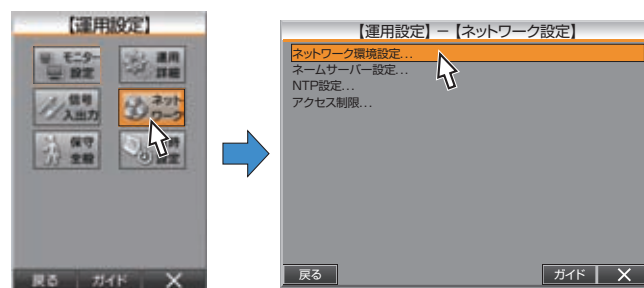 【運用設定】
モニター
設定
運用
詳細
信号
入出力
ネット
ワーク
保守
全般
設定
戻る
ガイド
【運用設定】－【ネットワーク設定】
ネットワーク環境設定...
ネームサーバー設定...
NTP設定...
アクセス制限...
戻る
ガイド